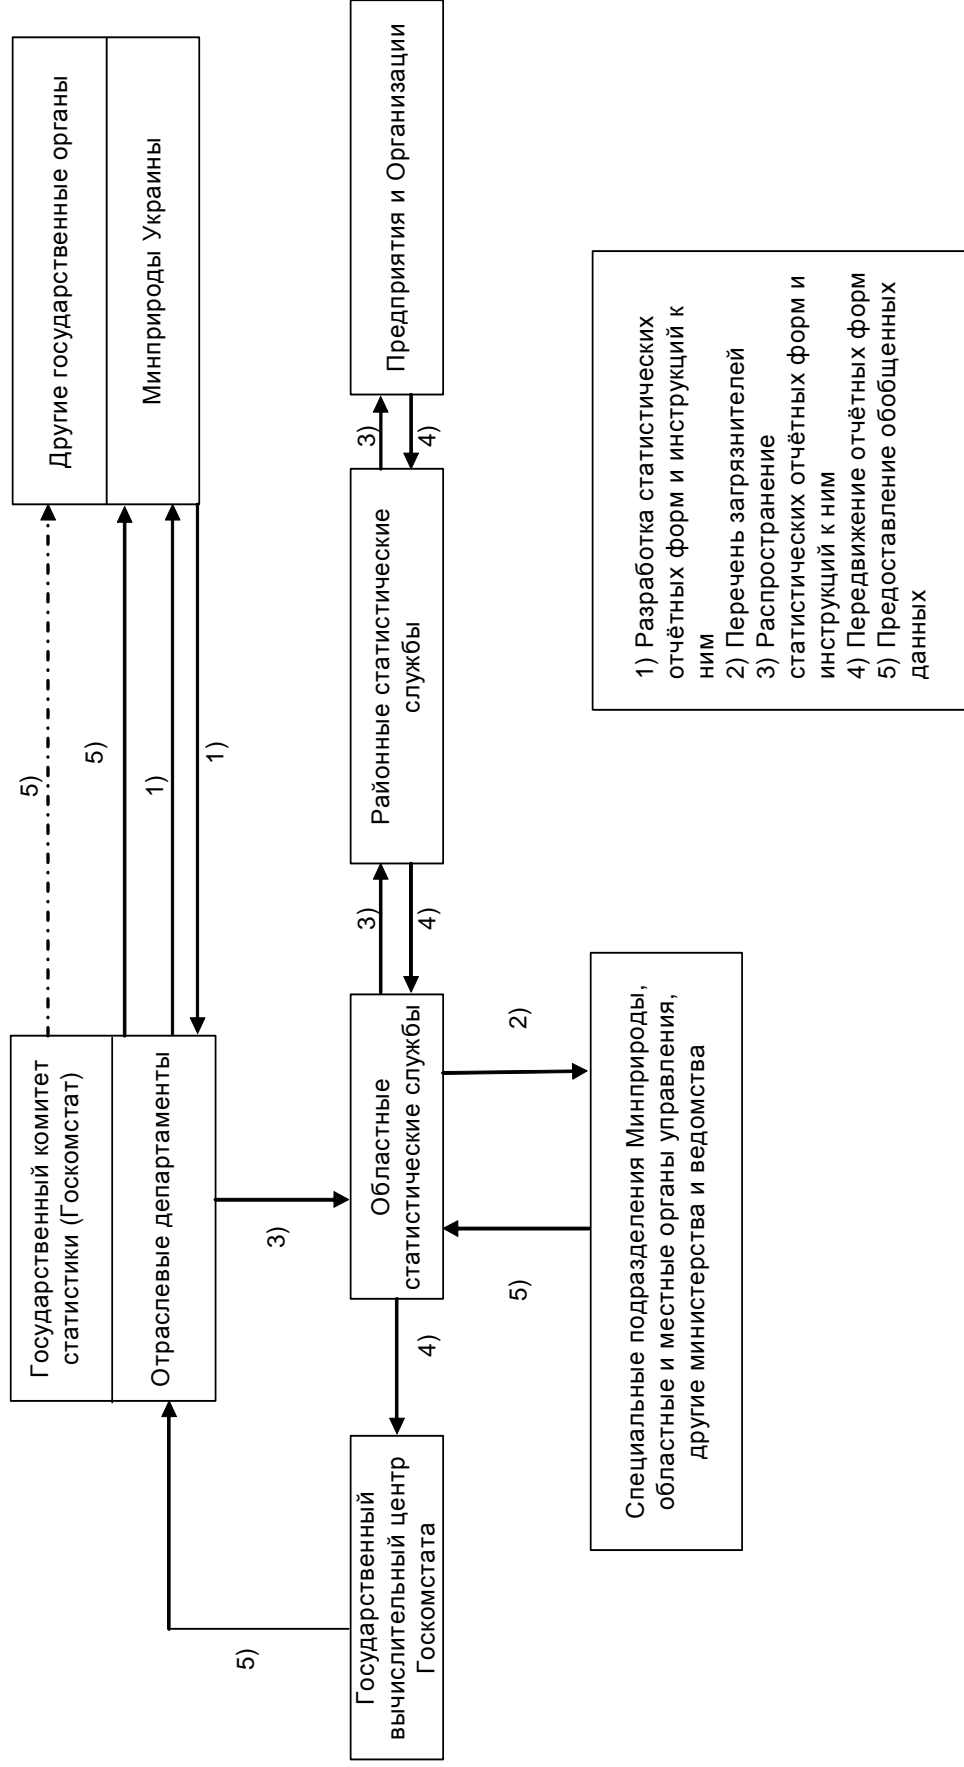 Государственный комитет
статистики (Госкомстат)
Отраслевые департаменты
5)
5)
1)
1)
Другие государственные органы
Минприроды Украины
5)
3)
Государственный
вычислительный центр
Госкомстата
4)
Областные
статистические службы
3)
4)
Районные статистические
службы
3)
4)
Предприятия и Организации
5)
2)
Специальные подразделения Минприроды,
областные и местные органы управления,
другие министерства и ведомства
1) Разработка статистических
отчётных форм и инструкций к
ним
2) Перечень загрязнителей
3) Распространение
статистических отчётных форм и
инструкций к ним
4) Передвижение отчётных форм
5) Предоставление обобщенных
данных